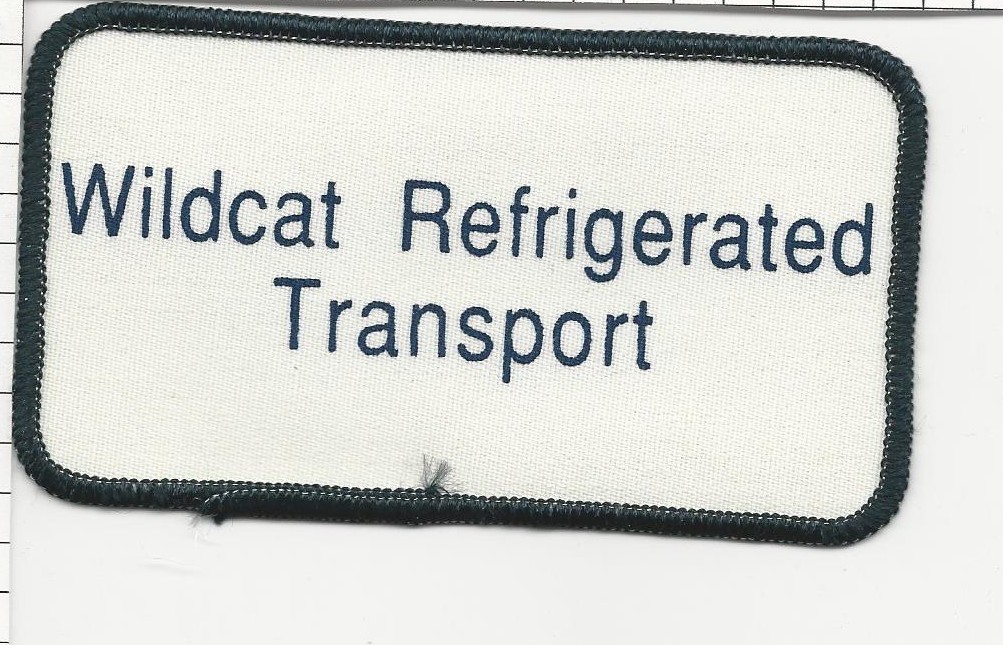 Wildcat Refrigerated
Transport